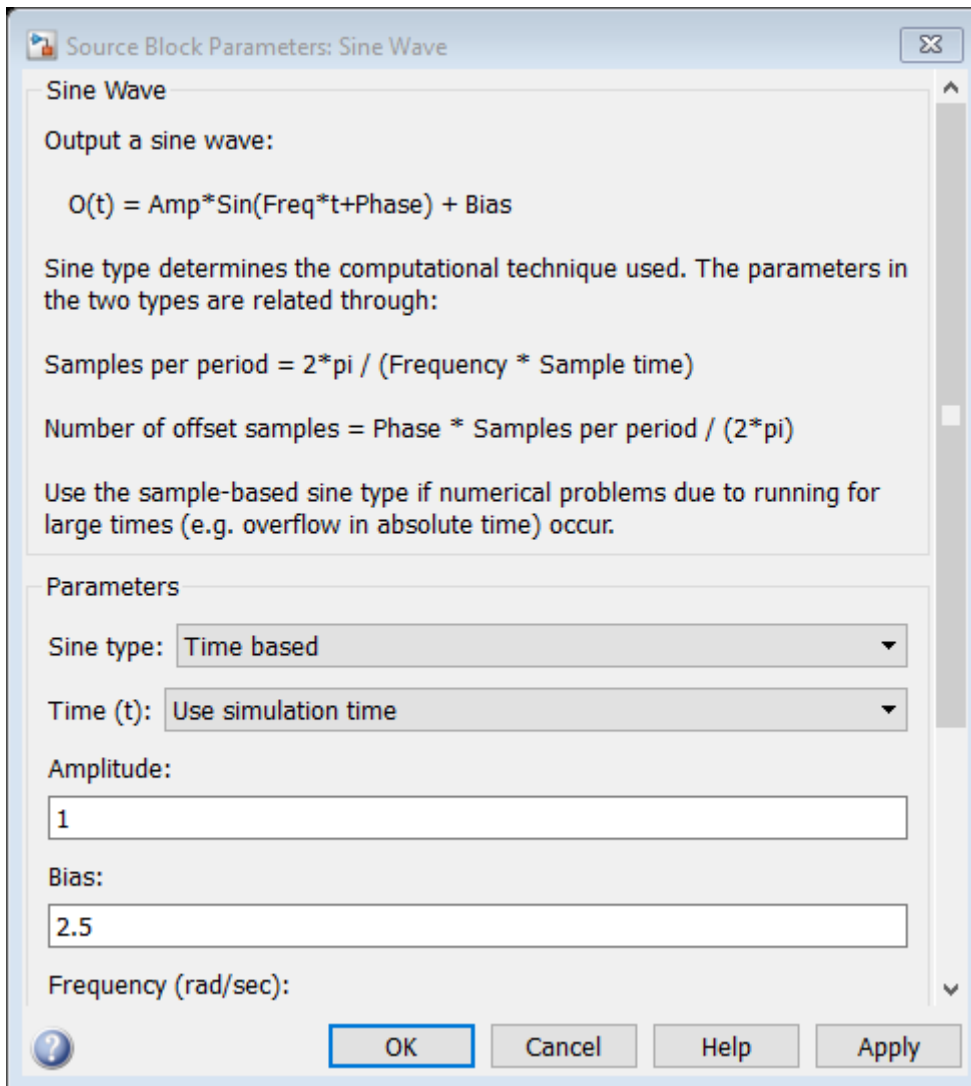 Source Block Parameters: Sine Wave
Sine Wave
Output a sine wave:
O(t) = Amp*Sin(Freq*t+Phase) + Bias
Sine type determines the computational technique used. The parameters in
the two types are related through:
Samples per period = 2*pi / (Frequency * Sample time)
Number of offset samples = Phase * Samples per period / (2*pi)
Use the sample-based sine type if numerical problems due to running for
large times (e.g. overflow in absolute time) occur.
Parameters
Sine type: Time based
Time (t): Use simulation time
Amplitude:
1
Bias:
2.5
Frequency (rad/sec):
? OK Cancel Help Apply